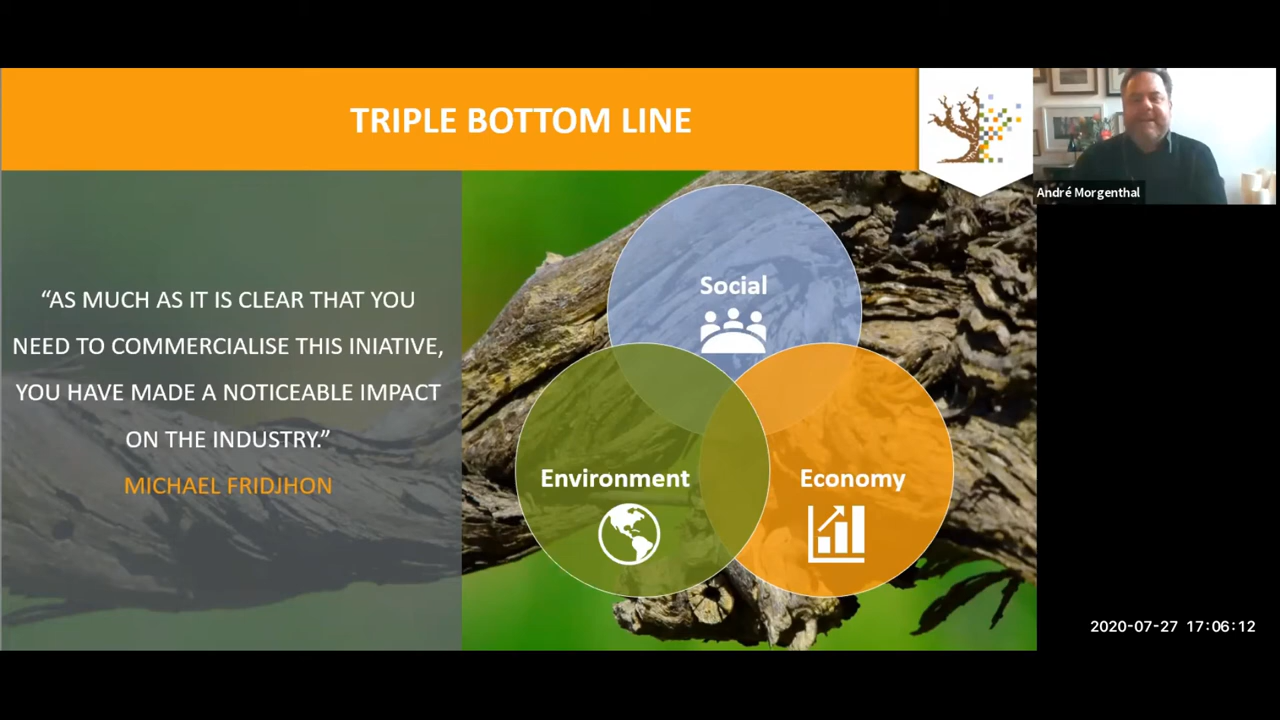 TRIPLE BOTTOM LINE
“AS MUCH AS IT IS CLEAR THAT YOU
NEED TO COMMERCIALISE THIS INIATIVE,
YOU HAVE MADE A NOTICEABLE IMPACT
ON THE INDUSTRY.”
MICHAEL FRIDJHON
Social
Environment
Economy
André Morgenthal
2020-07-27 17:06:12